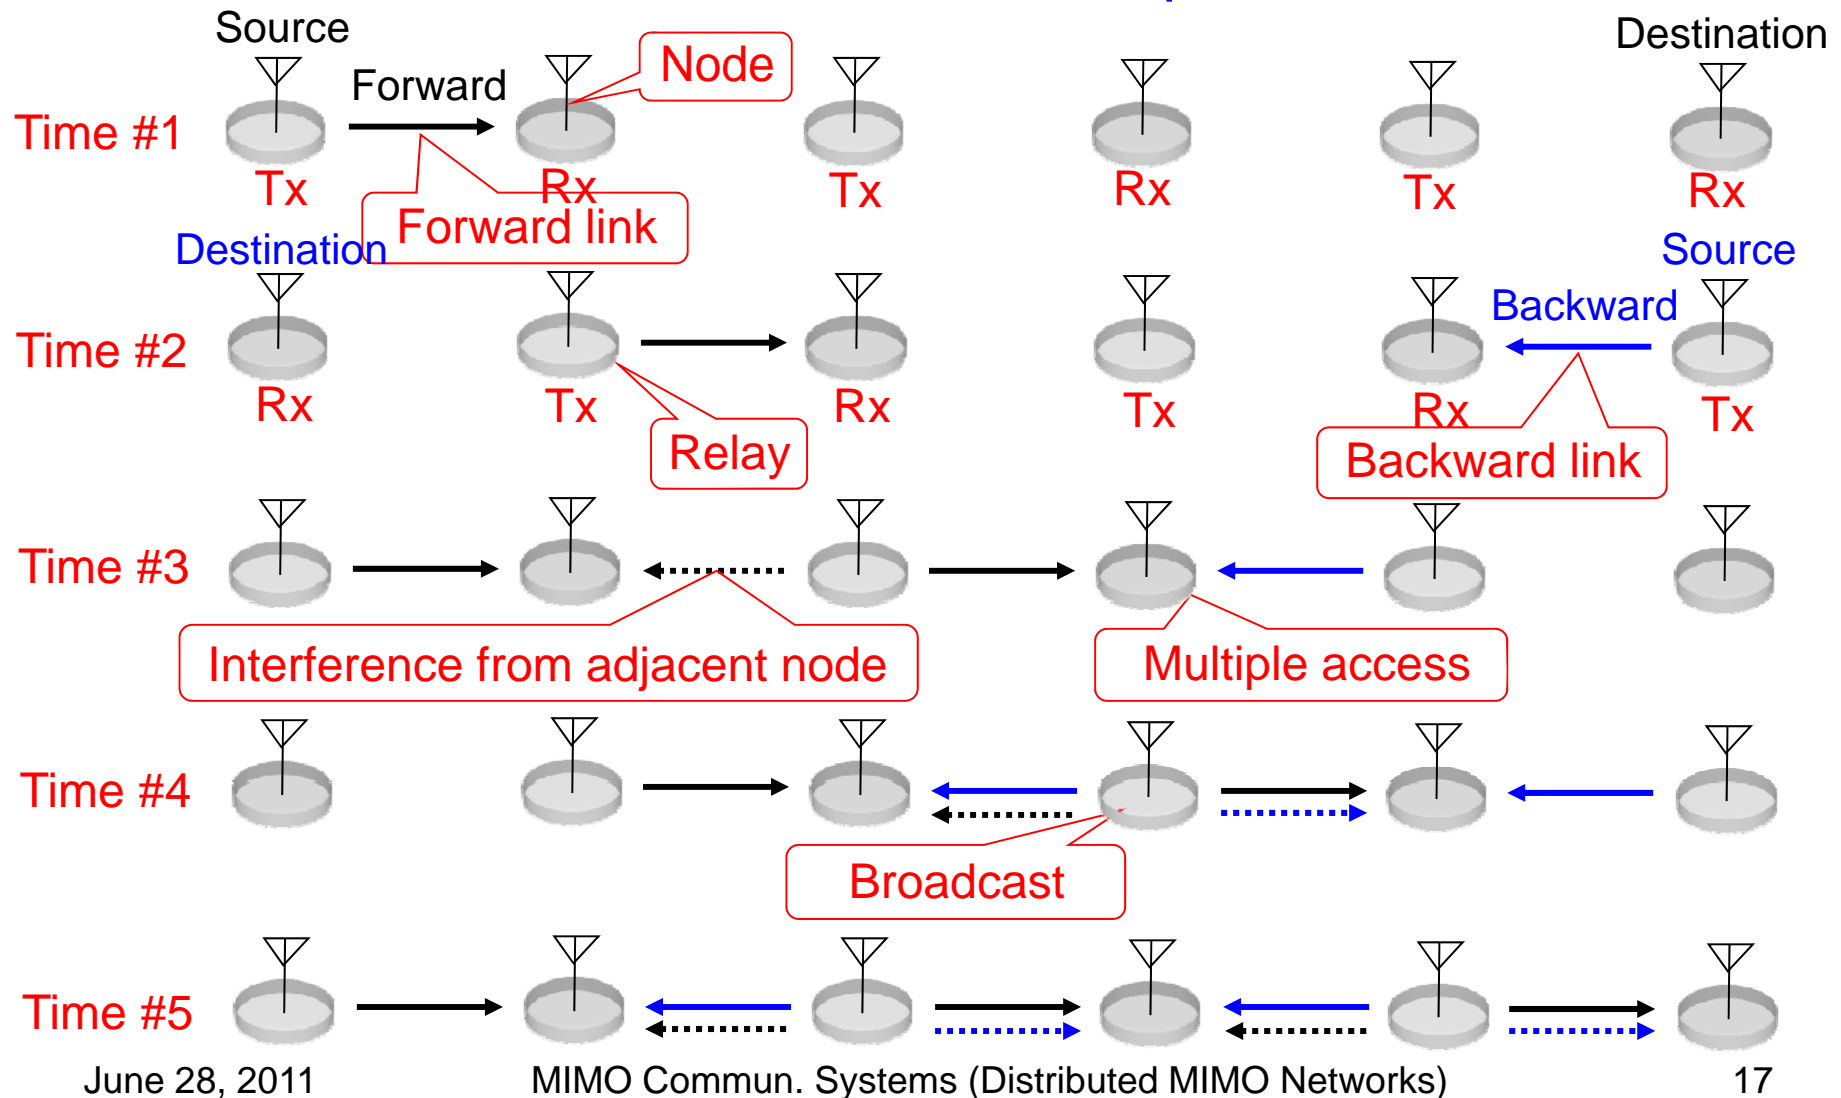 Source
Destination
Forward
Node
Time #1
Tx
Rx
Tx
Rx
Tx
Rx
Forward link
Destination
Source
Backward
Time #2
Rx
Tx
Rx
Tx
Rx
Tx
Relay
Backward link
Time #3
Interference from adjacent node
Multiple access
Time #4
Broadcast
Time #5
June 28, 2011
MIMO Commun. Systems (Distributed MIMO Networks)
17